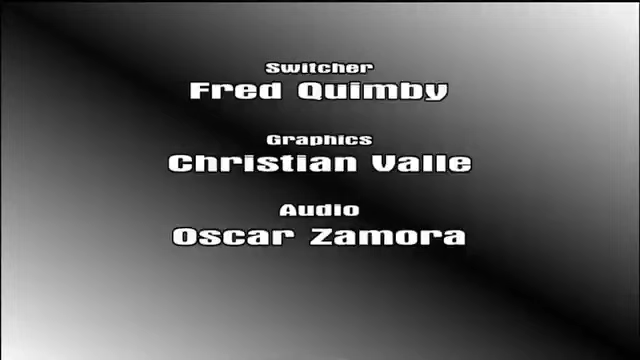 Switcher
Fred Quimby
Graphics
Christian Valle
Audio
Oscar Zamora